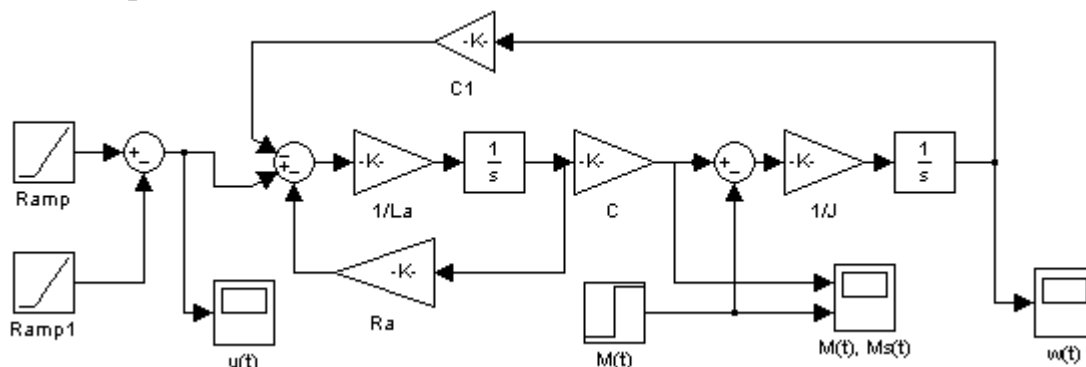 -K-
C1
Ramp
+
-
-
+
-
-K-
1/La
1
s
-K-
C
+
-
-K-
1/J
1
s
Ramp1
u(t)
-K-
Ra
M(t)
M(t), Ms(t)
w(t)